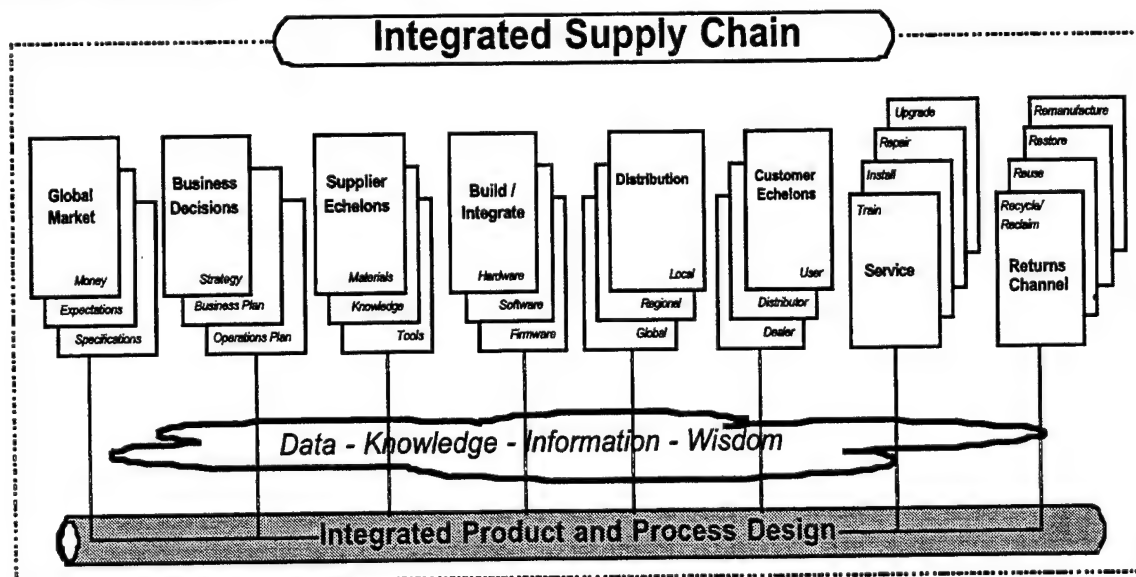 Integrated Supply Chain
Global
Market
Money
Expectations
Specifications
Business
Decisions
Strategy
Business Plan
Operations Plan
Supplier
Echelons
Materials
Knowledge
Tools
Build /
Integrate
Hardware
Software
Firmware
Distribution
Local
Regional
Global
Customer
Echelons
User
Distributor
Dealer
Upgrade
Repair
Install
Train
Service
Remanufacture
Restore
Reuse
Recycle/
Reclaim
Returns
Channel
Data - Knowledge - Information - Wisdom
Integrated Product and Process Design